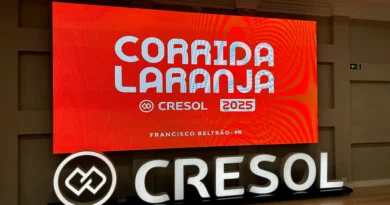 CORRIDA
LARANJA
CRESOL 2025
FRANCISCO BELTRÃO-PR
CRESOL